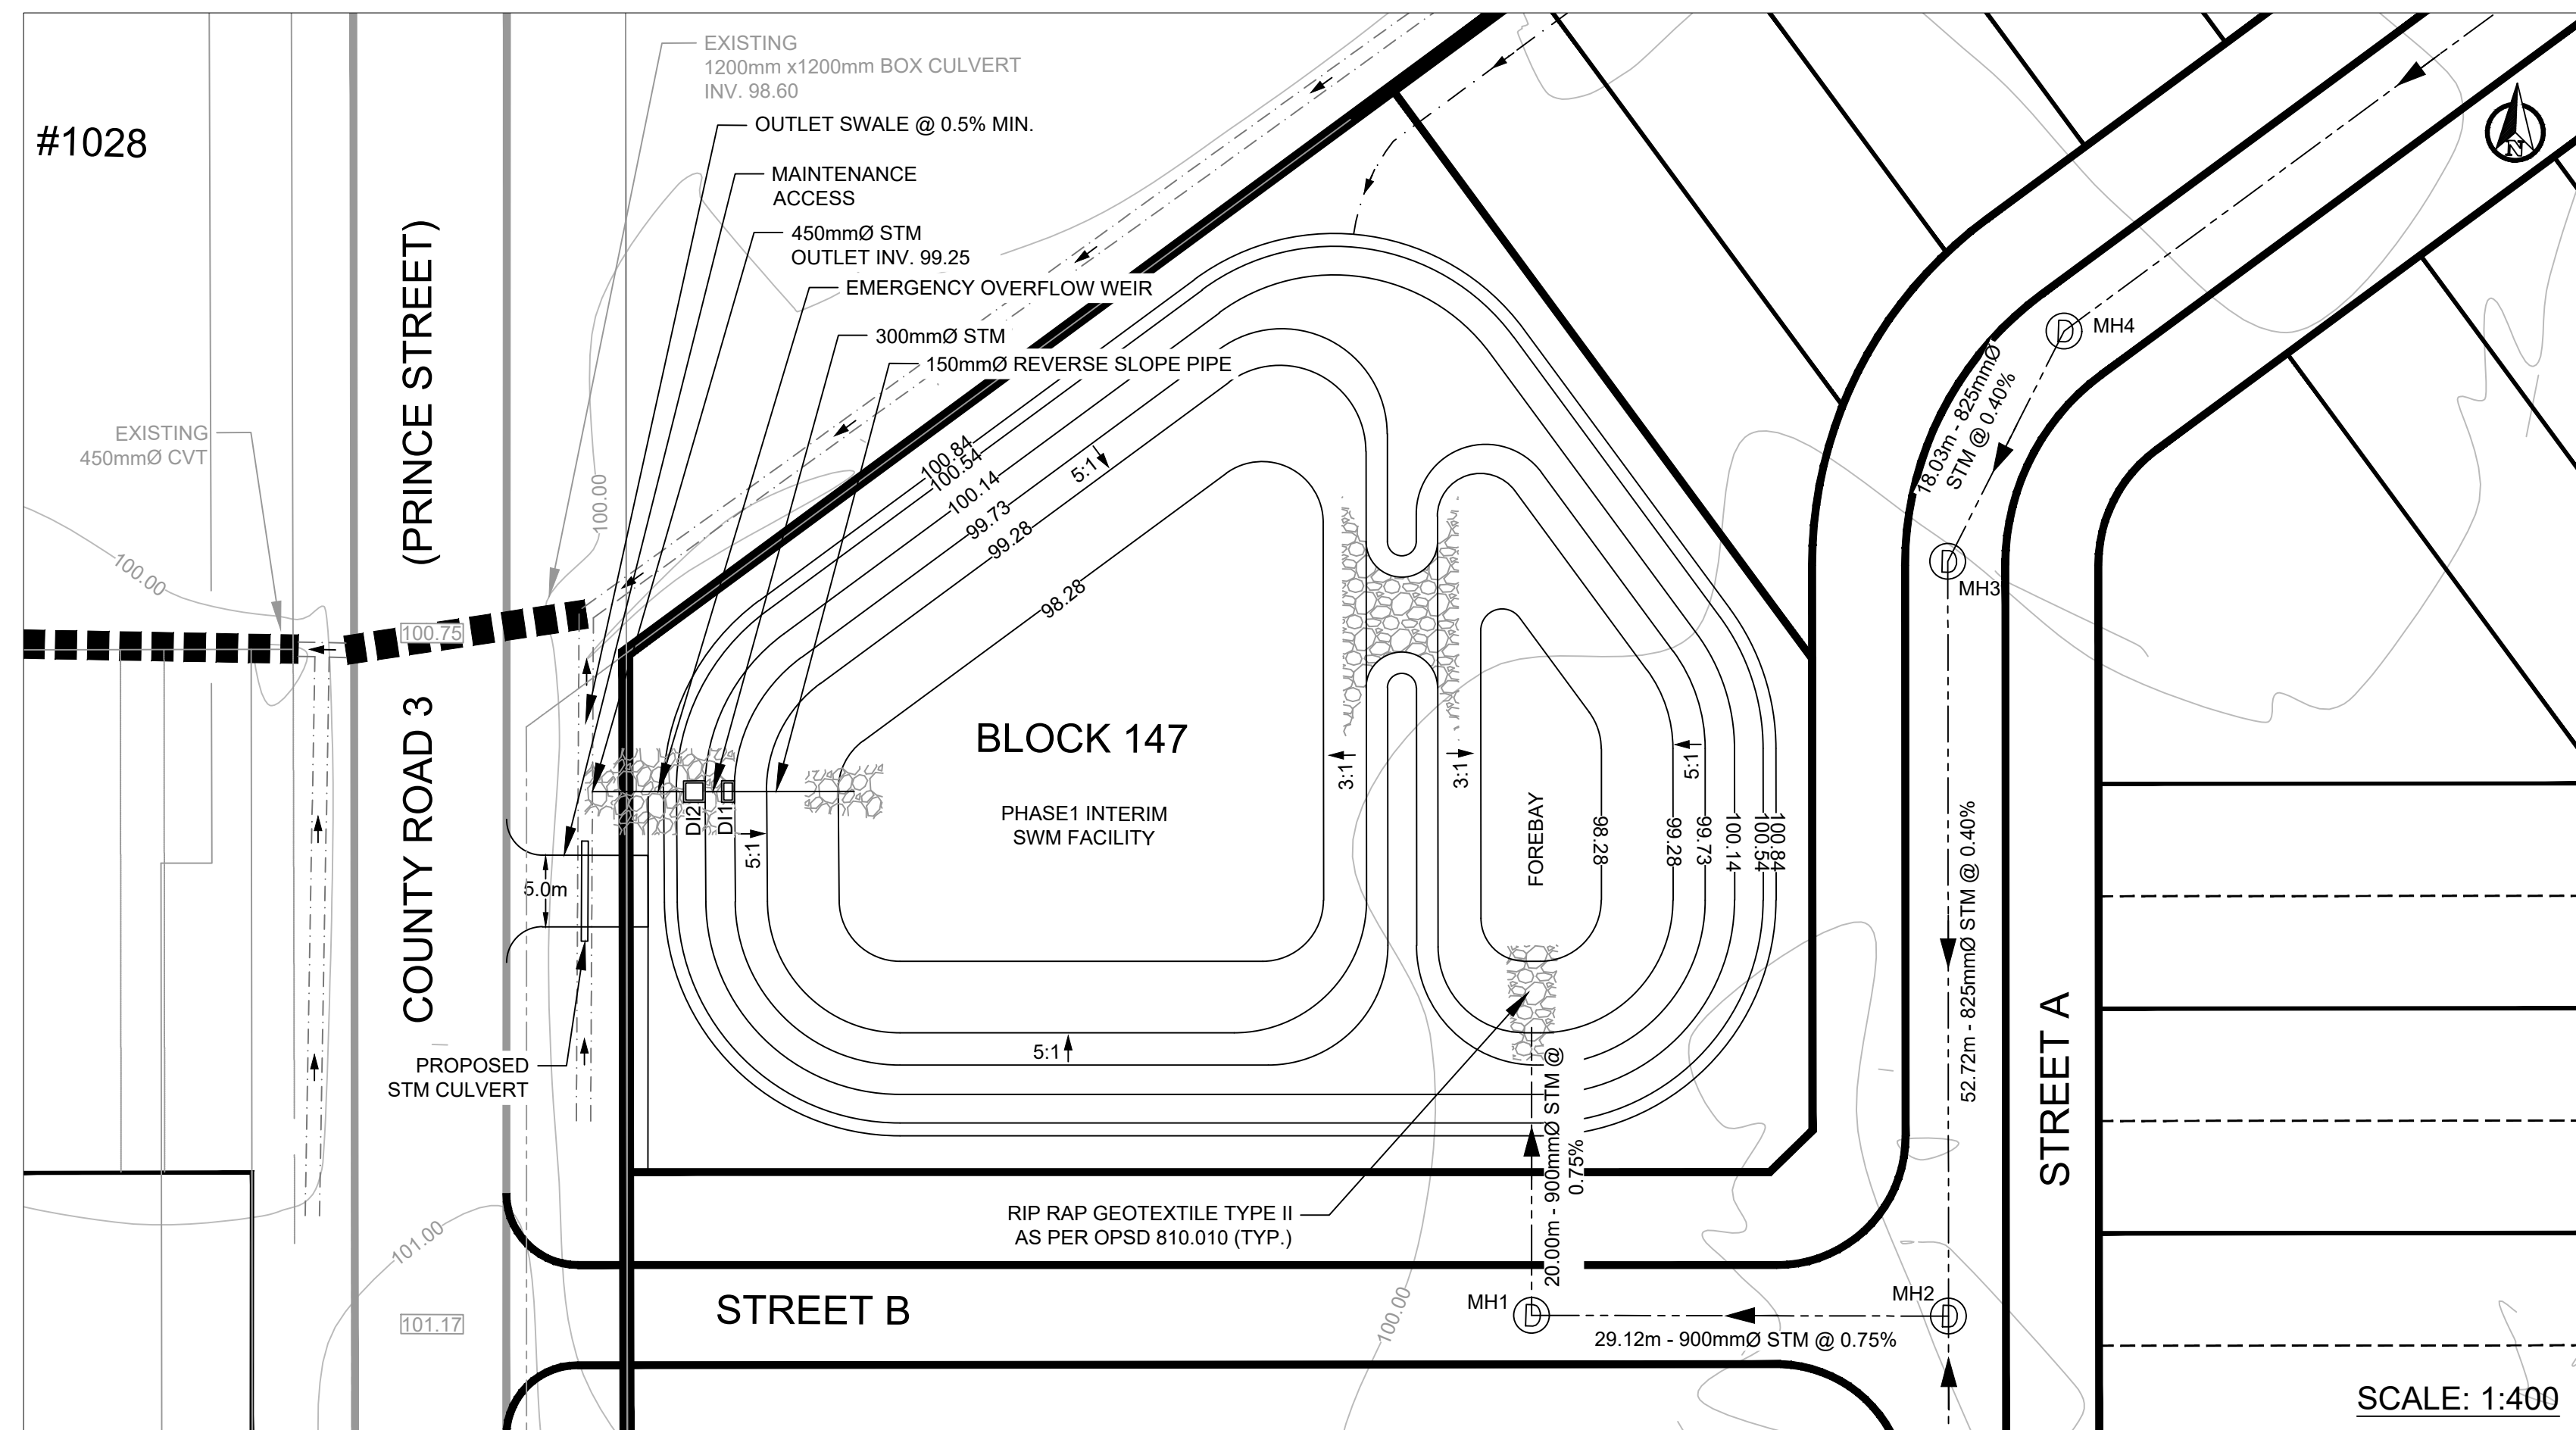 EXISTING
1200mm x1200mm BOX CULVERT
INV. 98.60
OUTLET SWALE @ 0.5% MIN.
#1028
MAINTENANCE
ACCESS
450mmØ STM
OUTLET INV. 99.25
EMERGENCY OVERFLOW WEIR
300mmØ STM
150mmØ REVERSE SLOPE PIPE
N
MH4
18.03m - 825mmØ
STM @ 0.40%
MH3
EXISTING
450mmØ CVT
COUNTY ROAD 3 (PRINCE STREET)
100.00
100.00
100.75
100.84
100.54
100.14
99.73
99.28
98.28
5:1
BLOCK 147
PHASE1 INTERIM
SWM FACILITY
3:1
3:1
5:1
FOREBAY
98.28
99.28
99.73
100.14
100.54
100.84
DI2
DI1
5:1
5.0m
5:1
52.72m - 825mmØ STM @ 0.40%
STREET A
PROPOSED
STM CULVERT
20.00m - 900mmØ STM @
0.75%
RIP RAP GEOTEXTILE TYPE II
AS PER OPSD 810.010 (TYP.)
101.00
101.17
STREET B
100.00
MH1
MH2
29.12m - 900mmØ STM @ 0.75%
SCALE: 1:400